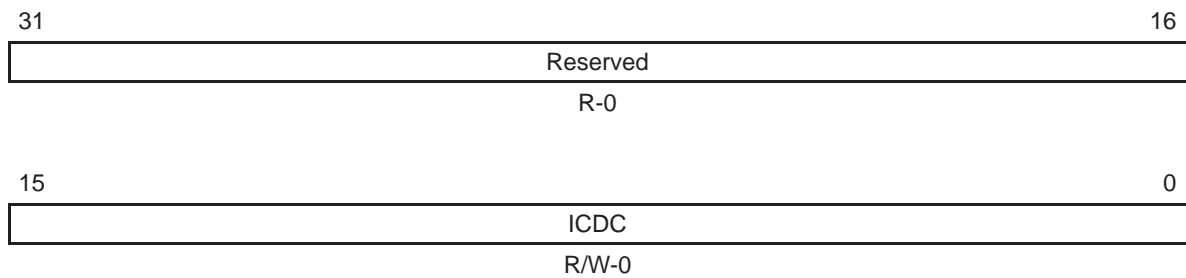 31 16
Reserved
R-0
15 0
ICDC
R/W-0